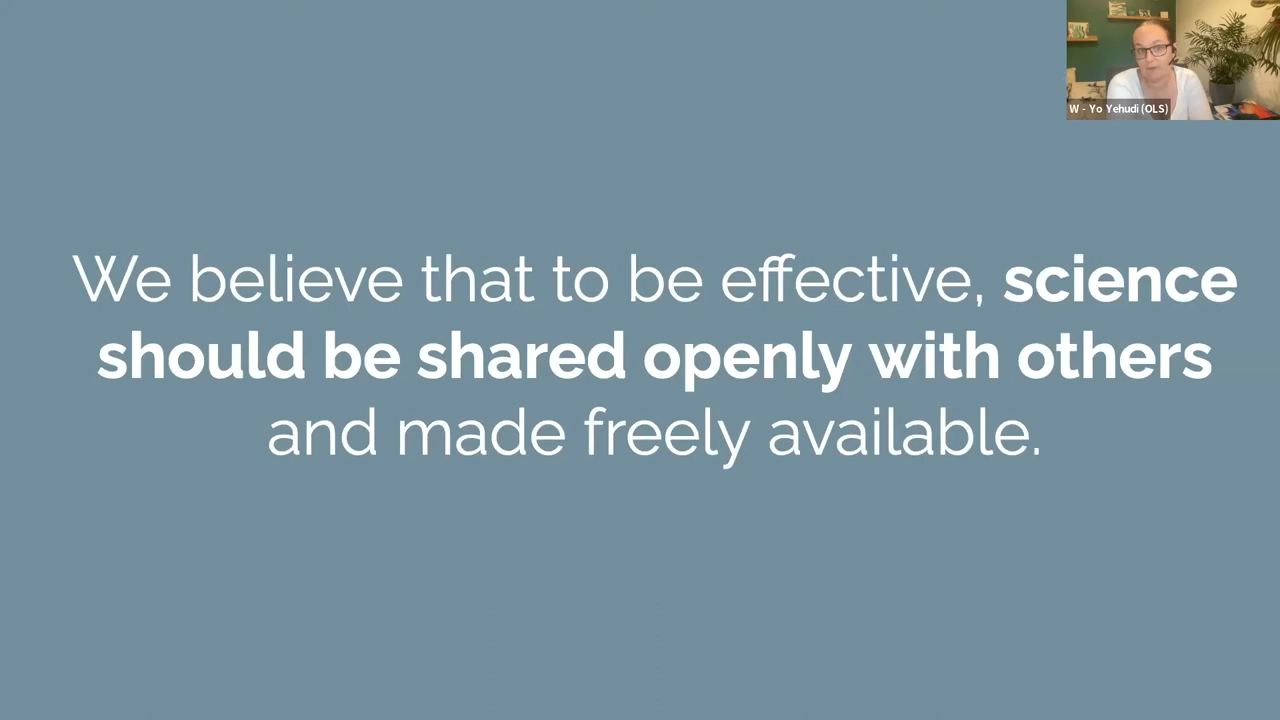 W - Yo Yehudi (OLS)
We believe that to be effective, science
should be shared openly with others
and made freely available.